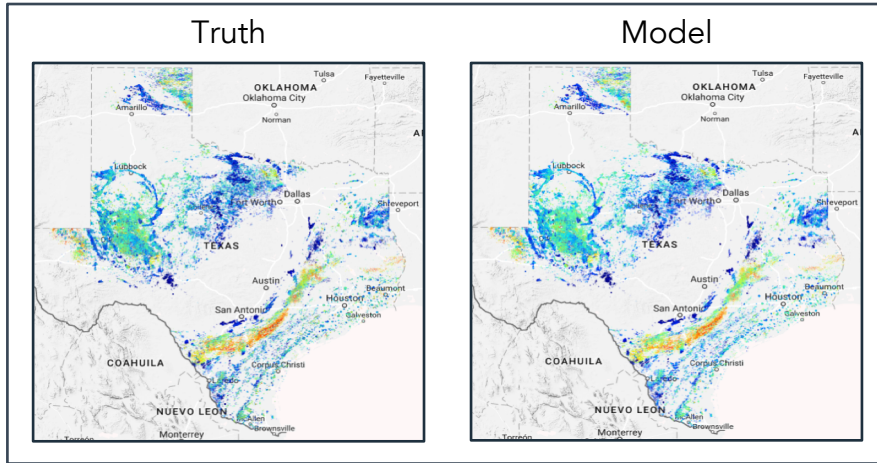 Truth
Tulsa
Fayetteville
OKLAHOMA
Oklahoma City
Amarillo
Norman
Lubbock
Dallas
Fort Worth
Shreveport
TEXAS
Austin
Houston
Beaumont
San Antonio
Galveston
COAHUILA
Corpus Christi
Laredo
NUEVO LEON
McAllen
Brownsville
Monterrey
Torreón
Model
Tulsa
Fayetteville
OKLAHOMA
Oklahoma City
Amarillo
Norman
Lubbock
Dallas
Fort Worth
Shreveport
TEXAS
Austin
Houston
Beaumont
San Antonio
Galveston
COAHUILA
Corpus Christi
Laredo
NUEVO LEON
McAllen
Brownsville
Monterrey
Torreón